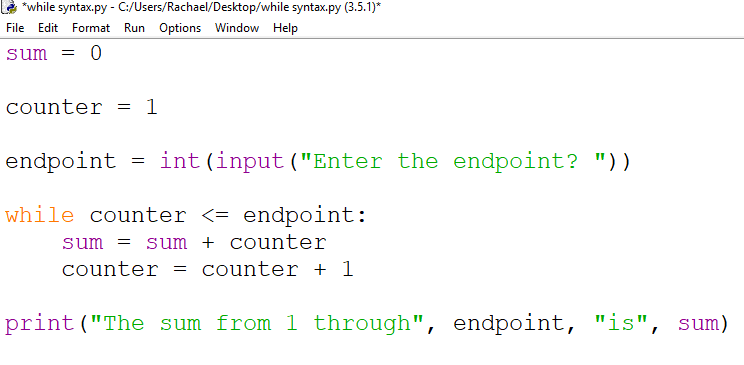 *while syntax.py - C:/Users/Rachael/Desktop/while syntax.py (3.5.1)*
File Edit Format Run Options Window Help
sum = 0
counter = 1
endpoint = int(input("Enter the endpoint? "))
while counter <= endpoint:
    sum = sum + counter
    counter = counter + 1
print("The sum from 1 through", endpoint, "is", sum)